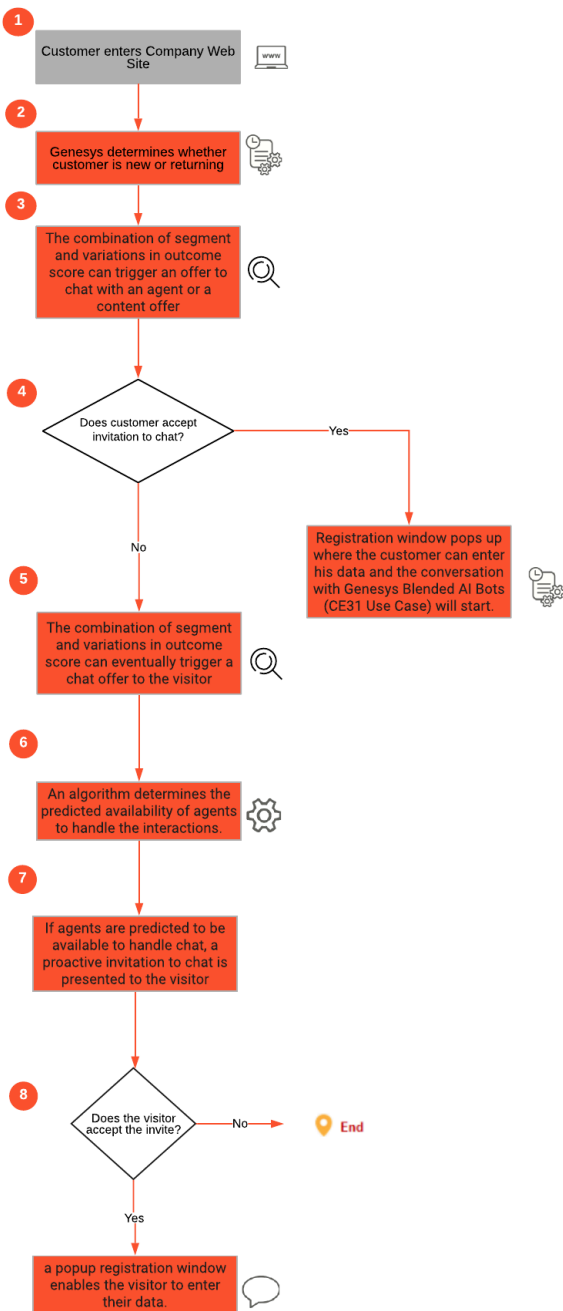 1
Customer enters Company Web
Site
www
2
Genesys determines whether
customer is new or returning
3
The combination of segment
and variations in outcome
score can trigger an offer to
chat with an agent or a
content offer
4
Does customer accept
invitation to chat?
Yes
No
Registration window pops up
where the customer can enter
his data and the conversation
with Genesys Blended AI Bots
(CE31 Use Case) will start.
5
The combination of segment
and variations in outcome
score can eventually trigger a
chat offer to the visitor
6
An algorithm determines the
predicted availability of agents
to handle the interactions.
7
If agents are predicted to be
available to handle chat, a
proactive invitation to chat is
presented to the visitor
8
Does the visitor
accept the invite?
No
End
Yes
a popup registration window
enables the visitor to enter
their data.